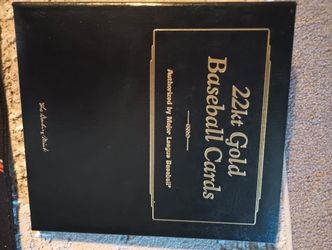 22kt Gold
Baseball Cards
Authorized by Major League Baseball®
The Danbury Mint